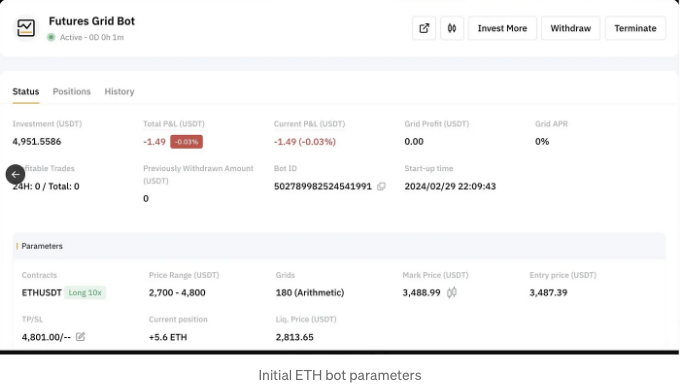 Futures Grid Bot
Active - 0D 0h 1m
Invest More Withdraw Terminate
Status Positions History
Investment (USDT) Total P&L (USDT) Current P&L (USDT) Grid Profit (USDT) Grid APR
4,951.5586 -1.49 -0.03% -1.49 (-0.03%) 0.00 0%
fitable Trades Previously Withdrawn Amount Bot ID Start-up time
(USDT)
24H: 0 / Total: 0 502789982524541991 2024/02/29 22:09:43
0
Parameters
Contracts Price Range (USDT) Grids Mark Price (USDT) Entry price (USDT)
ETHUSDT Long 10x 2,700 - 4,800 180 (Arithmetic) 3,488.99 3,487.39
TP/SL Current position Liq. Price (USDT)
4,801.00/-- +5.6 ETH 2,813.65
Initial ETH bot parameters